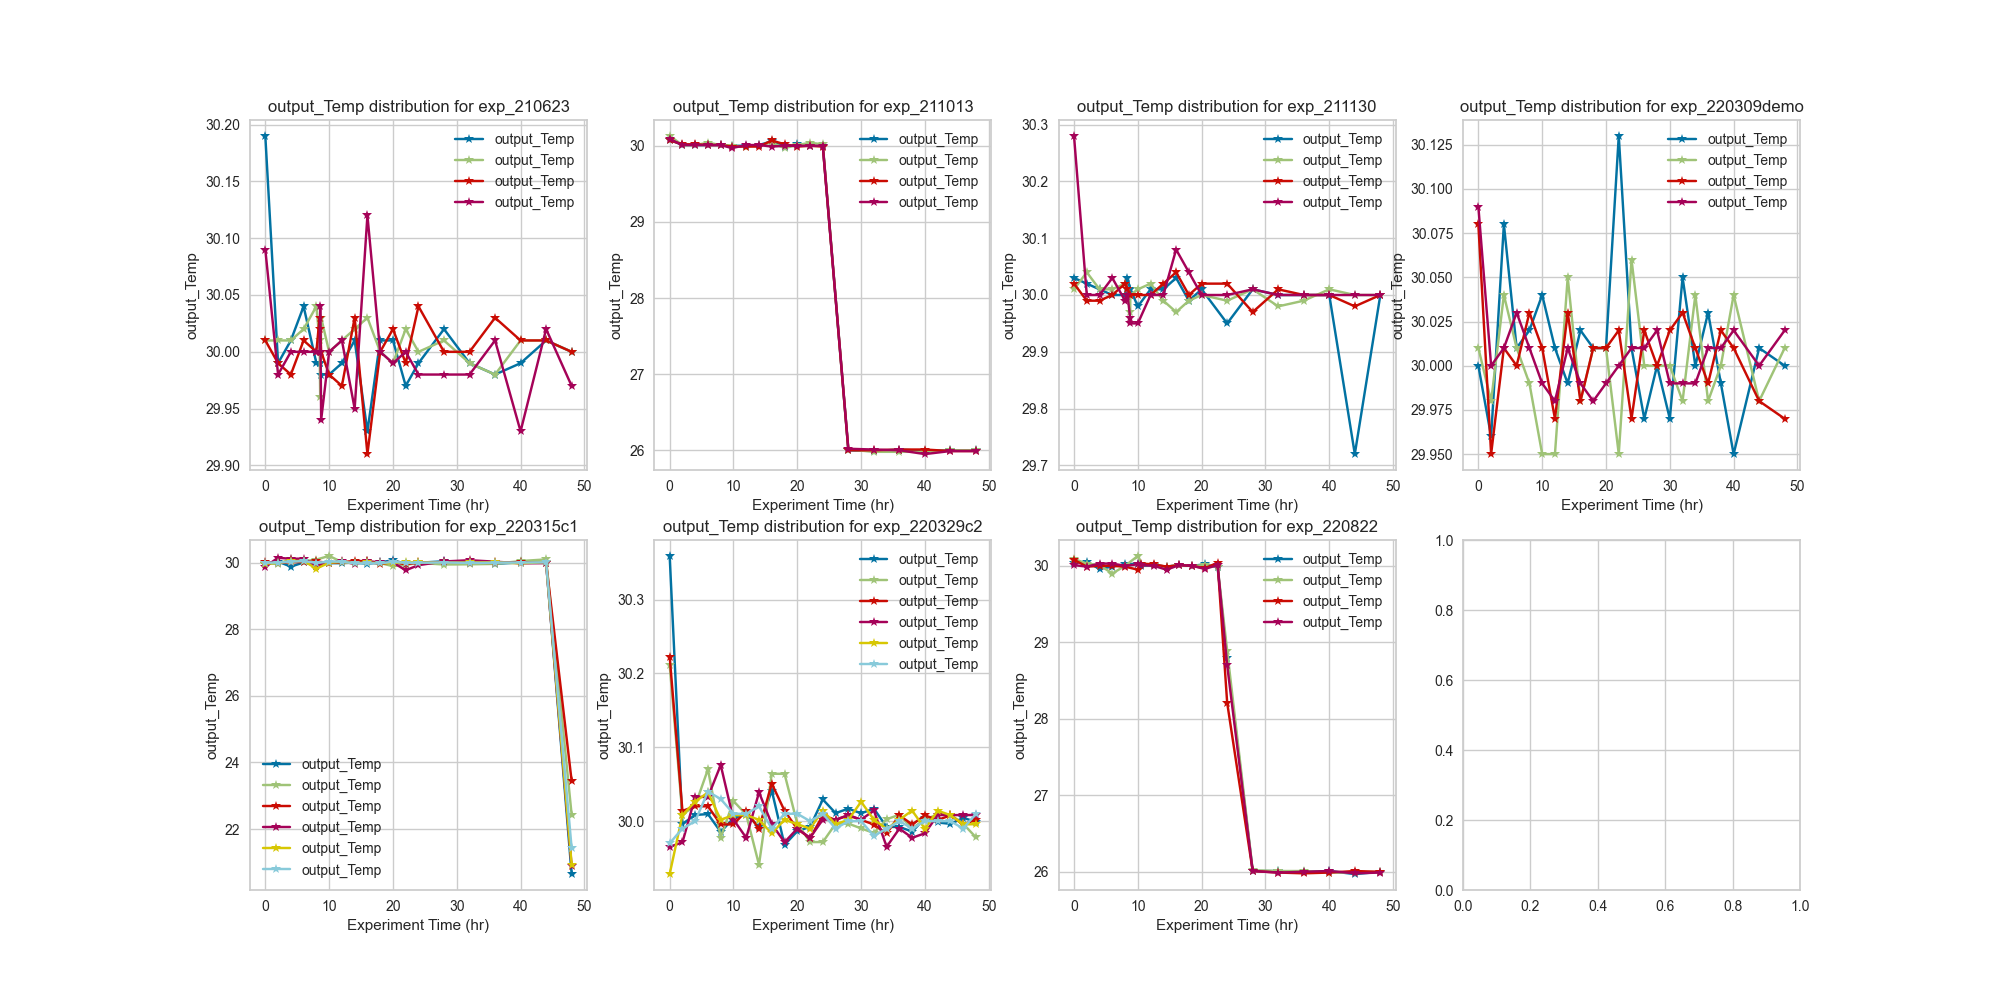 output_Temp distribution for exp_210623
30.20
30.15
30.10
30.05
30.00
29.95
29.90
output_Temp
output_Temp
output_Temp
output_Temp
output_Temp
0 10 20 30 40 50
Experiment Time (hr)
output_Temp distribution for exp_211013
30
29
28
27
26
output_Temp
output_Temp
output_Temp
output_Temp
output_Temp
0 10 20 30 40 50
Experiment Time (hr)
output_Temp distribution for exp_211130
30.3
30.2
30.1
30.0
29.9
29.8
29.7
output_Temp
output_Temp
output_Temp
output_Temp
output_Temp
0 10 20 30 40 50
Experiment Time (hr)
output_Temp distribution for exp_220309demo
30.125
30.100
30.075
30.050
30.025
30.000
29.975
29.950
output_Temp
output_Temp
output_Temp
output_Temp
output_Temp
0 10 20 30 40 50
Experiment Time (hr)
output_Temp distribution for exp_220315c1
30
28
26
24
22
output_Temp
output_Temp
output_Temp
output_Temp
output_Temp
output_Temp
output_Temp
0 10 20 30 40 50
Experiment Time (hr)
output_Temp distribution for exp_220329c2
30.3
30.2
30.1
30.0
output_Temp
output_Temp
output_Temp
output_Temp
output_Temp
output_Temp
output_Temp
0 10 20 30 40 50
Experiment Time (hr)
output_Temp distribution for exp_220822
30
29
28
27
26
output_Temp
output_Temp
output_Temp
output_Temp
output_Temp
0 10 20 30 40 50
Experiment Time (hr)
1.0
0.8
0.6
0.4
0.2
0.0
0.0 0.2 0.4 0.6 0.8 1.0